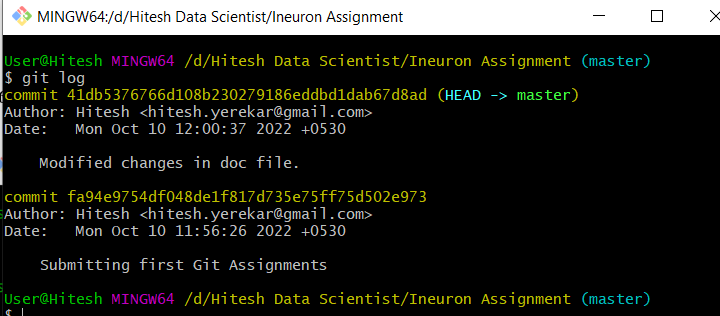 MINGW64:/d/Hitesh Data Scientist/Ineuron Assignment
User@Hitesh MINGW64 /d/Hitesh Data Scientist/Ineuron Assignment (master)
$ git log
commit 41db5376766d108b230279186eddbd1dab67d8ad (HEAD -> master)
Author: Hitesh <hitesh.yerekar@gmail.com>
Date:   Mon Oct 10 12:00:37 2022 +0530
    Modified changes in doc file.
commit fa94e9754df048de1f817d735e75ff75d502e973
Author: Hitesh <hitesh.yerekar@gmail.com>
Date:   Mon Oct 10 11:56:26 2022 +0530
    Submitting first Git Assignments
User@Hitesh MINGW64 /d/Hitesh Data Scientist/Ineuron Assignment (master)
$